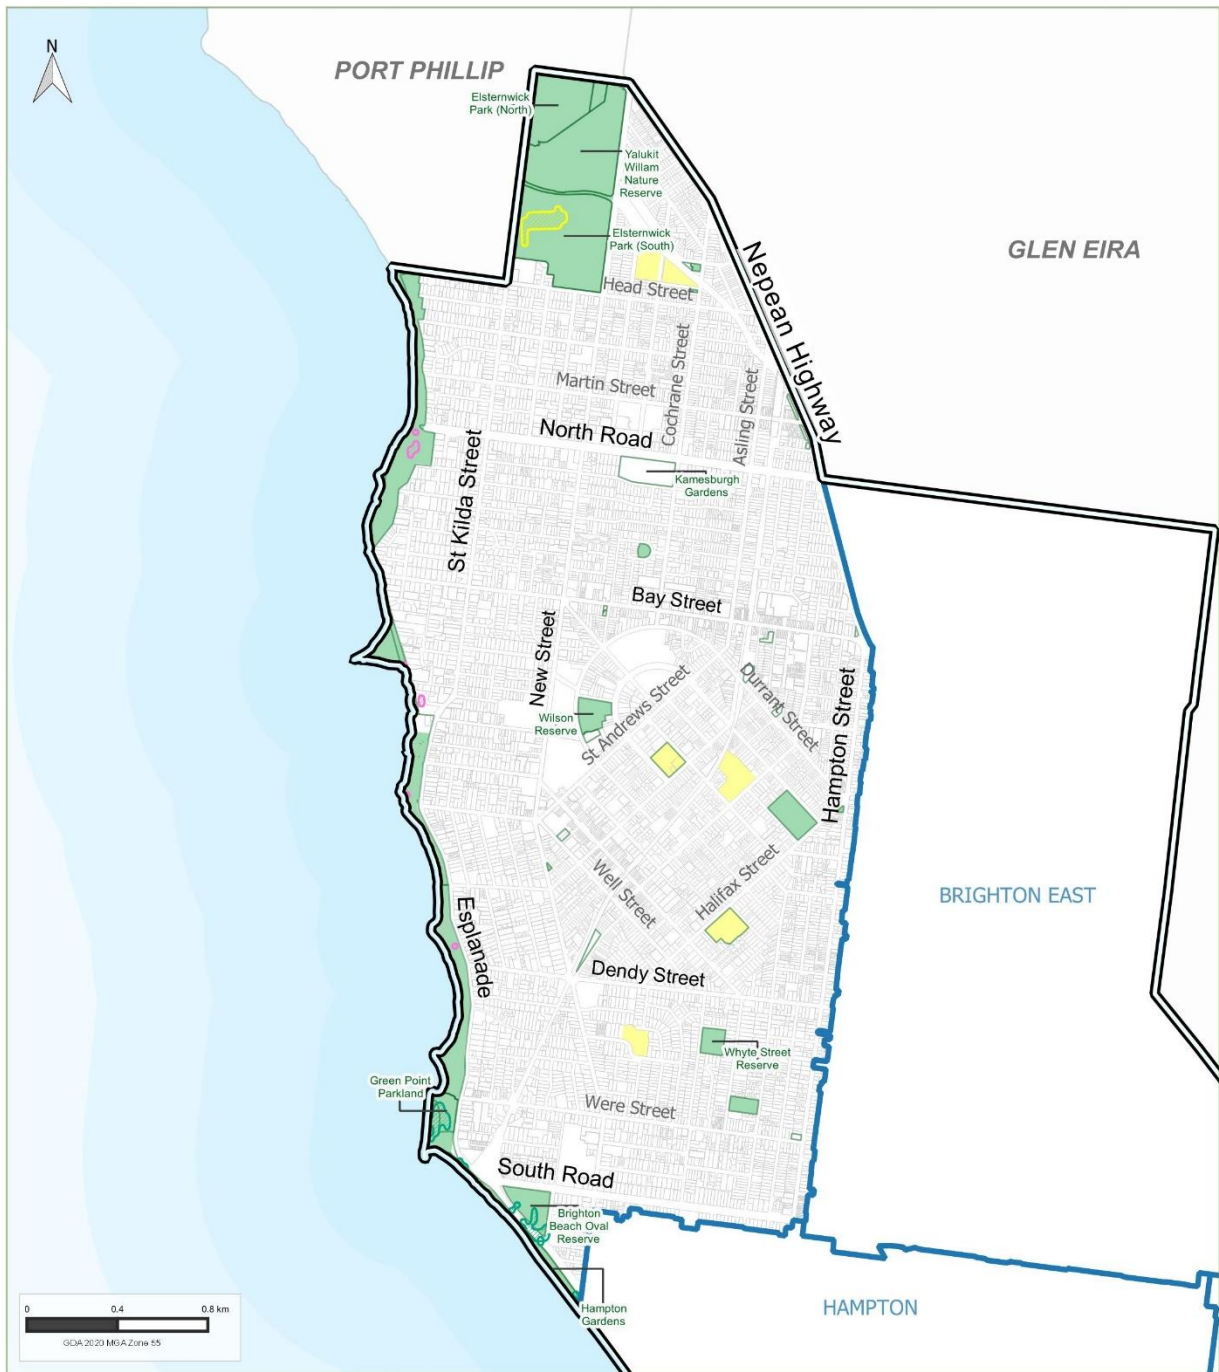 N
PORT PHILLIP
Elsternwick
Park (North)
Yalukit
Willam
Nature
Reserve
Elsternwick
Park (South)
GLEN EIRA
Nepean Highway
Head Street
Cochrane Street
Martin Street
Asling Street
North Road
St Kilda Street
Kamesburgh
Gardens
Bay Street
New Street
Durrant Street
Hampton Street
St Andrews Street
Wilson
Reserve
Well Street
Halifax Street
BRIGHTON EAST
Esplanade
Dendy Street
Whyte Street
Reserve
Green Point
Parkland
Were Street
South Road
Brighton
Beach Oval
Reserve
Hampton
Gardens
HAMPTON
0 0.4 0.8 km
GDA 2020 MGA Zone 55